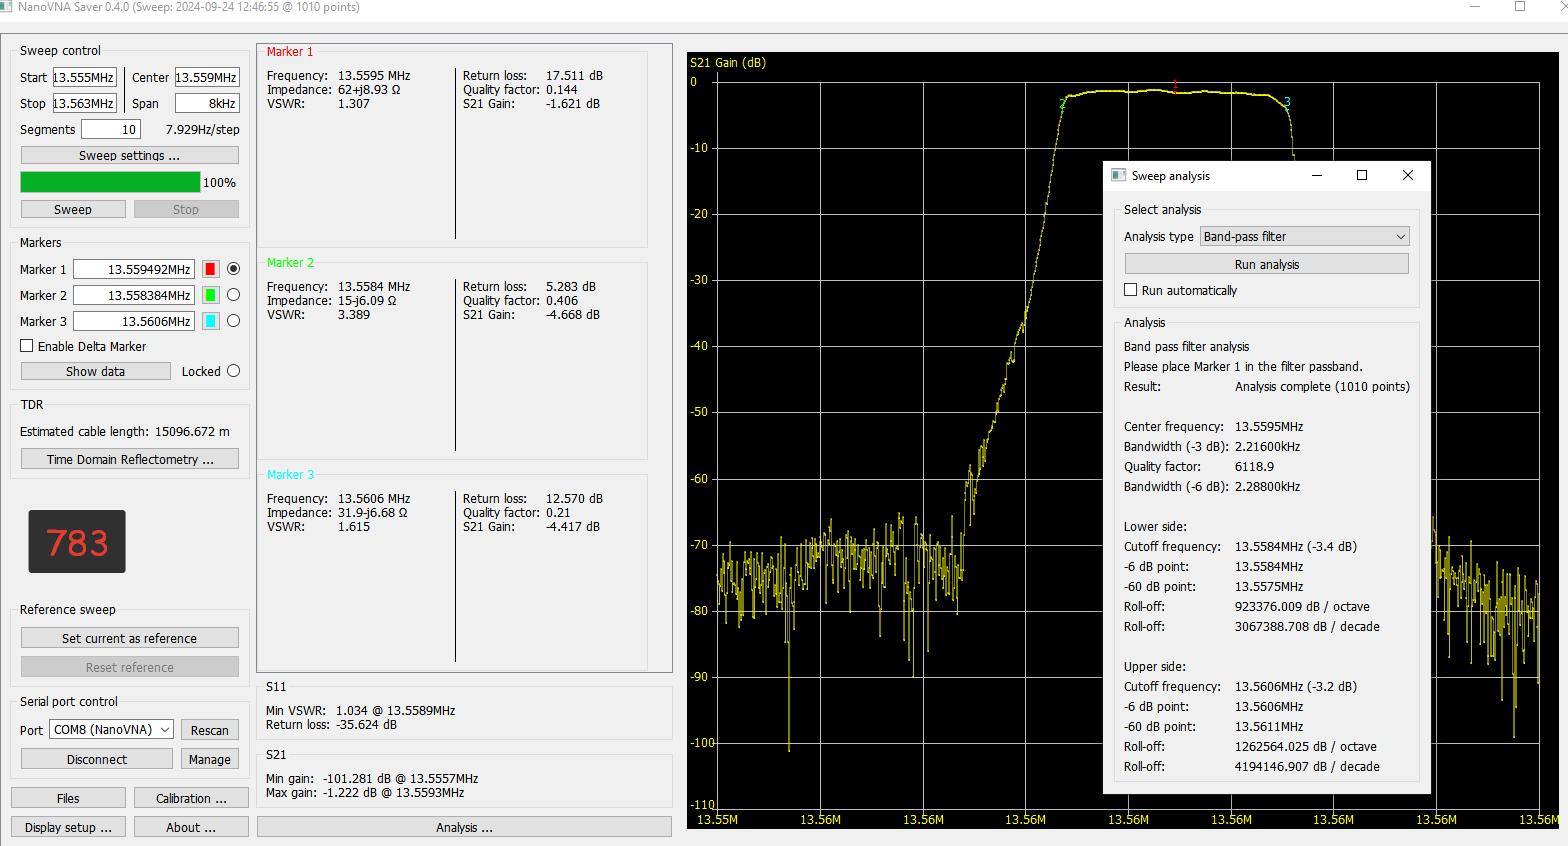 NanoVNA Saver 0.4.0 (Sweep: 2024-09-24 12:46:55 @ 1010 points)
Sweep control
Start 13.555MHz Center 13.559MHz
Stop 13.563MHz Span 8kHz
Segments 10 7.929Hz/step
Sweep settings ...
100%
Sweep Stop
Markers
Marker 1 13.559492MHz
Marker 2 13.558384MHz
Marker 3 13.5606MHz
Enable Delta Marker
Show data Locked
TDR
Estimated cable length: 15096.672 m
Time Domain Reflectometry ...
783
Reference sweep
Set current as reference
Reset reference
Serial port control
Port COM8 (NanoVNA) Rescan
Disconnect Manage
Files Calibration ...
Display setup ... About ...
Marker 1
Frequency: 13.5595 MHz Return loss: 17.511 dB
Impedance: 62+j8.93 Ω Quality factor: 0.144
VSWR: 1.307 S21 Gain: -1.621 dB
Marker 2
Frequency: 13.5584 MHz Return loss: 5.283 dB
Impedance: 15-j6.09 Ω Quality factor: 0.406
VSWR: 3.389 S21 Gain: -4.668 dB
Marker 3
Frequency: 13.5606 MHz Return loss: 12.570 dB
Impedance: 31.9-j6.68 Ω Quality factor: 0.21
VSWR: 1.615 S21 Gain: -4.417 dB
S11
Min VSWR: 1.034 @ 13.5589MHz
Return loss: -35.624 dB
S21
Min gain: -101.281 dB @ 13.5557MHz
Max gain: -1.222 dB @ 13.5593MHz
Analysis ...
S21 Gain (dB)
0
-10
-20
-30
-40
-50
-60
-70
-80
-90
-100
-110
1
2
3
13.55M 13.56M 13.56M 13.56M 13.56M 13.56M 13.56M 13.56M 13.56M
Sweep analysis
Select analysis
Analysis type Band-pass filter
Run analysis
Run automatically
Analysis
Band pass filter analysis
Please place Marker 1 in the filter passband.
Result: Analysis complete (1010 points)
Center frequency: 13.5595MHz
Bandwidth (-3 dB): 2.21600kHz
Quality factor: 6118.9
Bandwidth (-6 dB): 2.28800kHz
Lower side:
Cutoff frequency: 13.5584MHz (-3.4 dB)
-6 dB point: 13.5584MHz
-60 dB point: 13.5575MHz
Roll-off: 923376.009 dB / octave
Roll-off: 3067388.708 dB / decade
Upper side:
Cutoff frequency: 13.5606MHz (-3.2 dB)
-6 dB point: 13.5606MHz
-60 dB point: 13.5611MHz
Roll-off: 1262564.025 dB / octave
Roll-off: 4194146.907 dB / decade